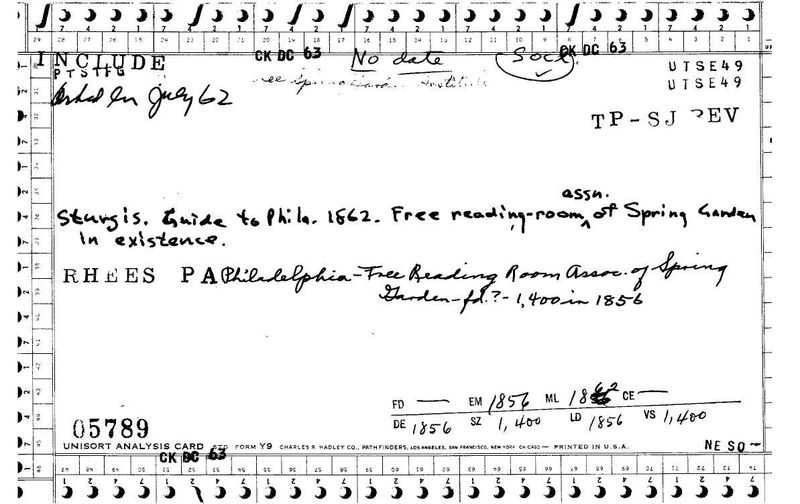 INCLUDE
PTSTFG
CK DC 63
No date
Soc
CK DC 63
UTSE49
UTSE49
in July 62
TP-SJ REV
assn.
Sturgis. Guide to Phila. 1862. Free reading-room, of Spring Garden
in existence.
RHEES PA Philadelphia-Free Reading Room Assoc. of Spring
Garden-fd.?-1,400 in 1856
FD — EM 1856 ML 1862 CE —
DE 1856 SZ 1,400 LD 1856 VS 1,400
05789
UNISORT ANALYSIS CARD STD FORM Y9 CHARLES R HADLEY CO., PATHFINDERS, LOS ANGELES, SAN FRANCISCO, NEW YORK CHICAGO — PRINTED IN U.S.A.
NE SO -
CK DC 63